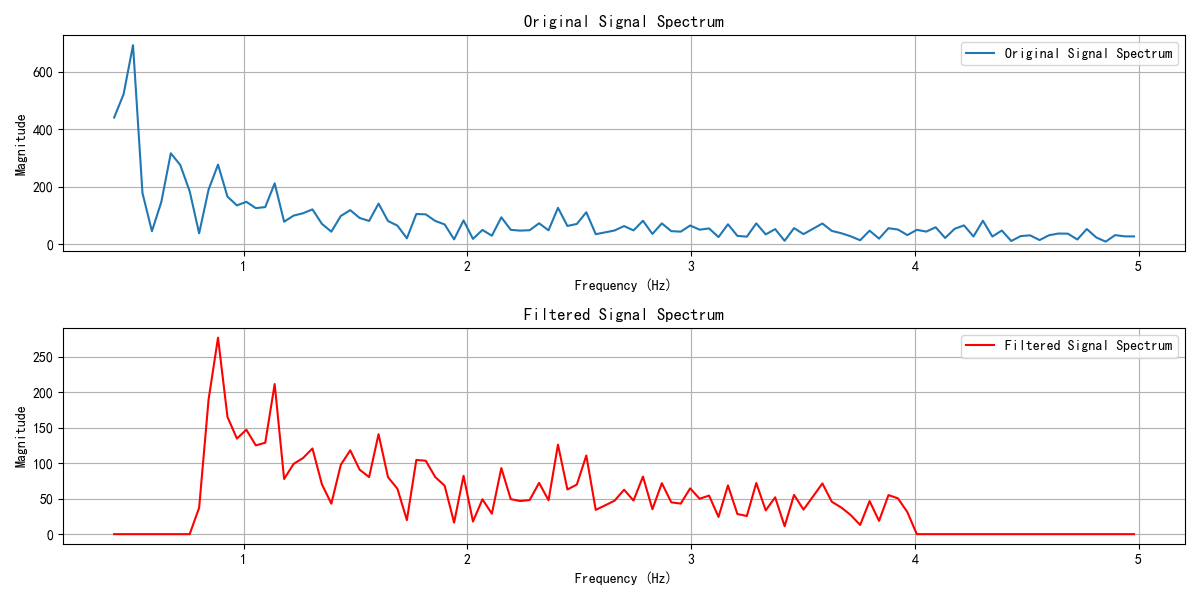 Original Signal Spectrum
Original Signal Spectrum
Magnitude
600
400
200
0
1 2 3 4 5
Frequency (Hz)
Filtered Signal Spectrum
Filtered Signal Spectrum
Magnitude
250
200
150
100
50
0
1 2 3 4 5
Frequency (Hz)